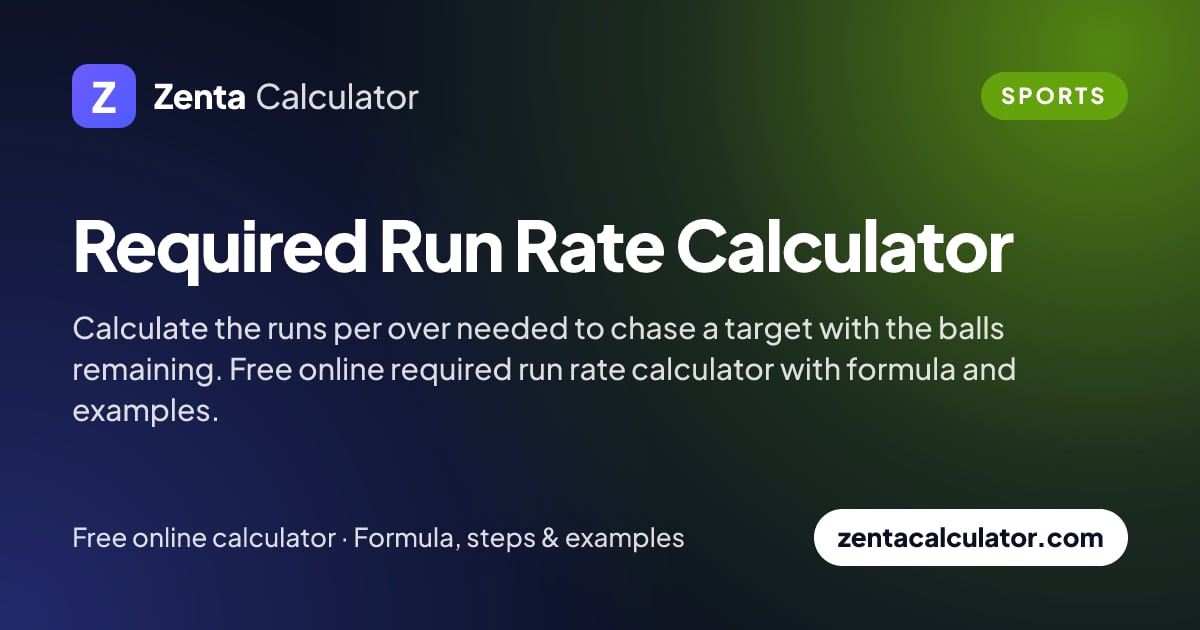 Z Zenta Calculator
SPORTS
Required Run Rate Calculator
Calculate the runs per over needed to chase a target with the balls
remaining. Free online required run rate calculator with formula and
examples.
Free online calculator · Formula, steps & examples
zentacalculator.com